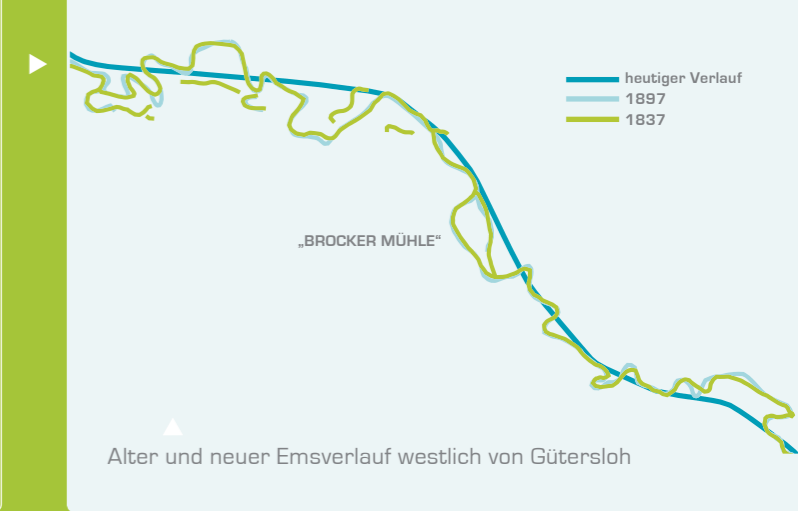 heutiger Verlauf
1897
1837
„BROCKER MÜHLE“
Alter und neuer Emsverlauf westlich von Gütersloh